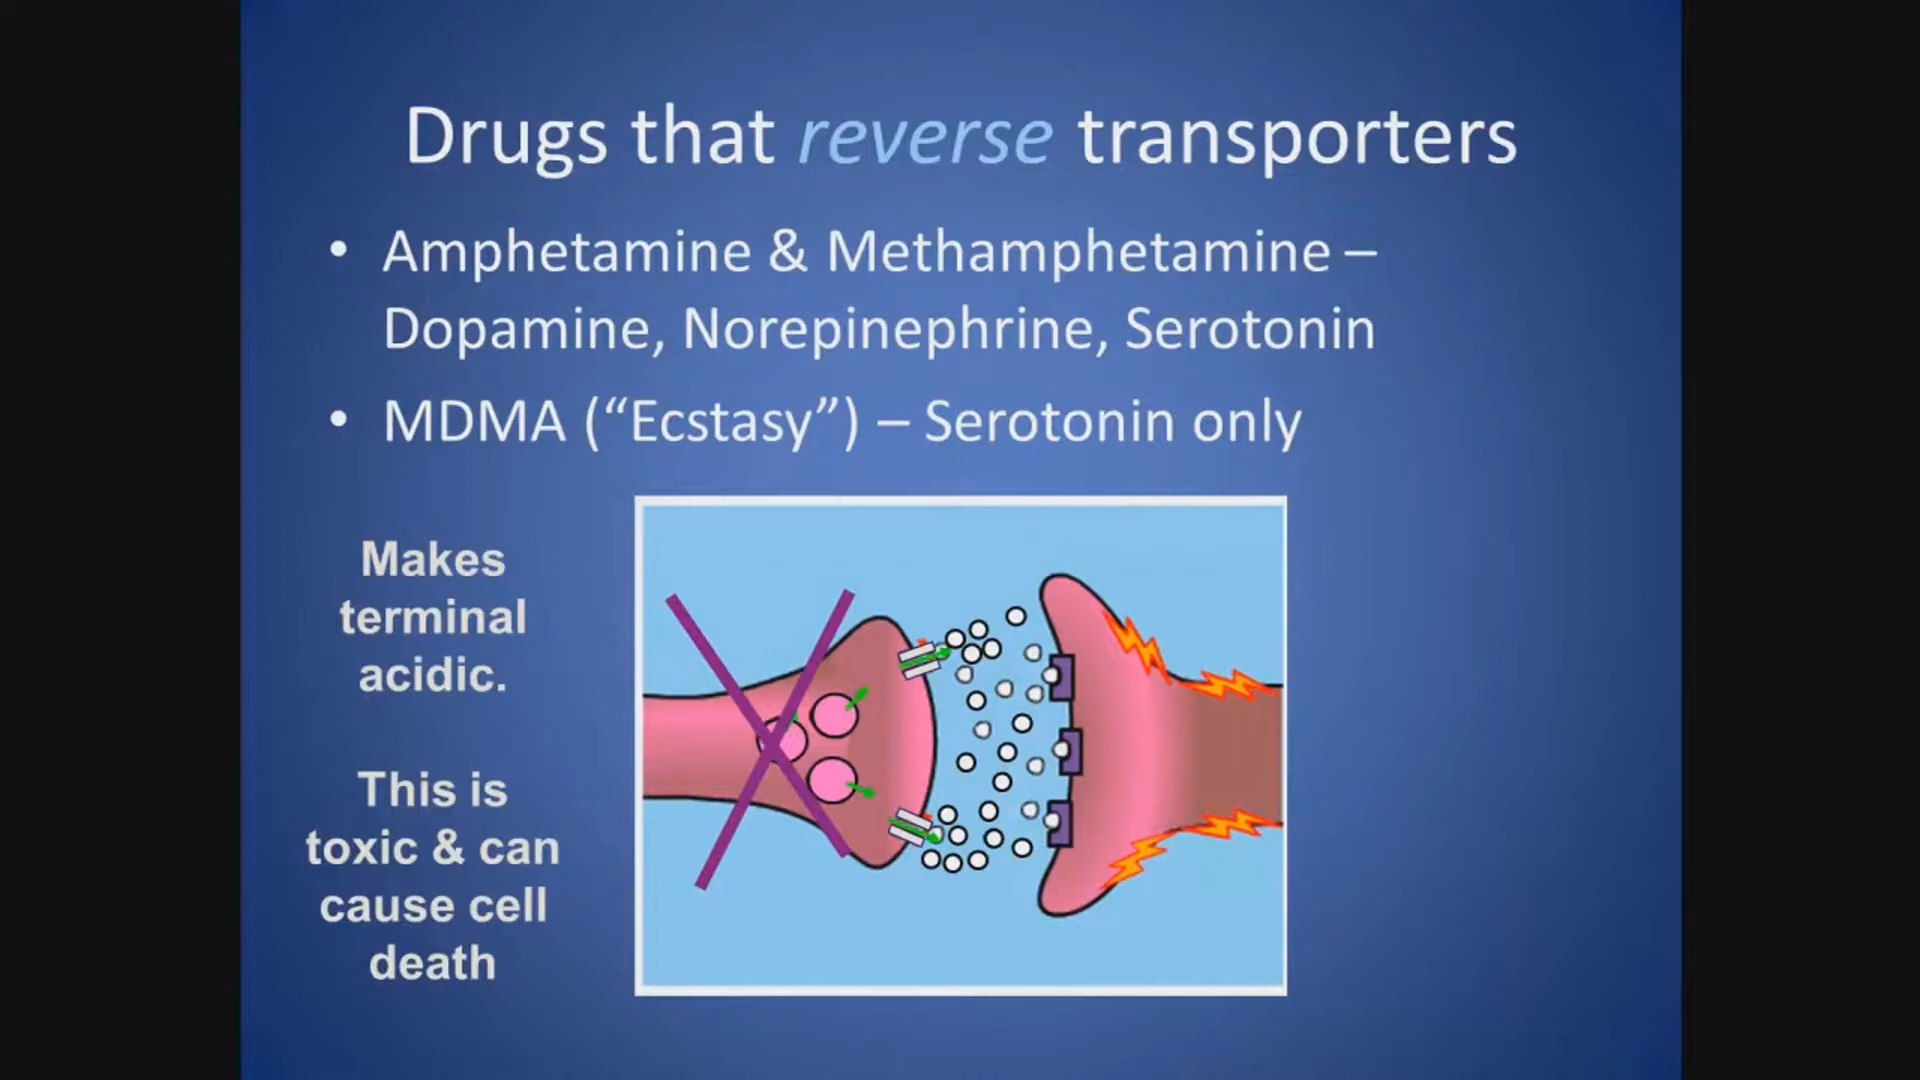 Drugs that reverse transporters
• Amphetamine & Methamphetamine –
Dopamine, Norepinephrine, Serotonin
• MDMA (“Ecstasy”) – Serotonin only
Makes
terminal
acidic.
This is
toxic & can
cause cell
death